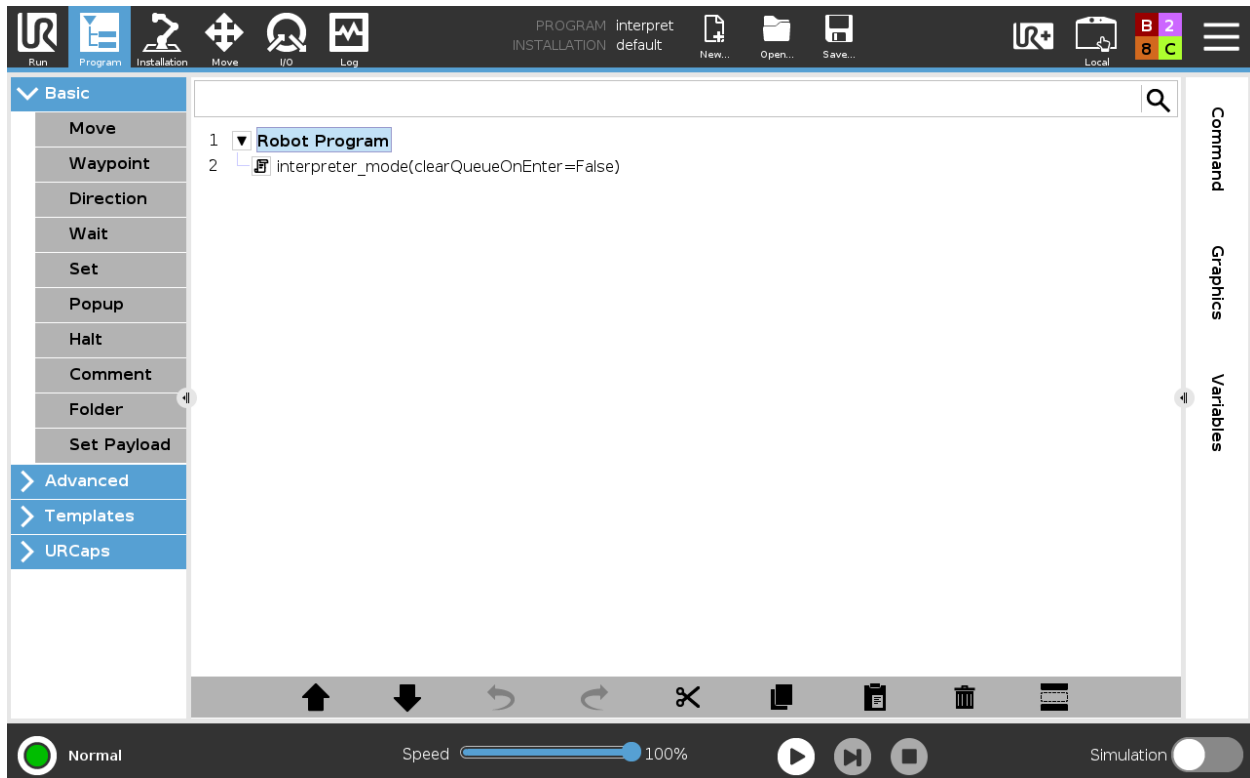 UR
Run
Program
Installation
Move
I/O
Log
PROGRAM interpret
INSTALLATION default
New...
Open...
Save...
UR+
Local
B 2
8 C
Basic
Move
Waypoint
Direction
Wait
Set
Popup
Halt
Comment
Folder
Set Payload
Advanced
Templates
URCaps
1 Robot Program
2 interpreter_mode(clearQueueOnEnter=False)
Command
Graphics
Variables
Normal
Speed 100%
Simulation